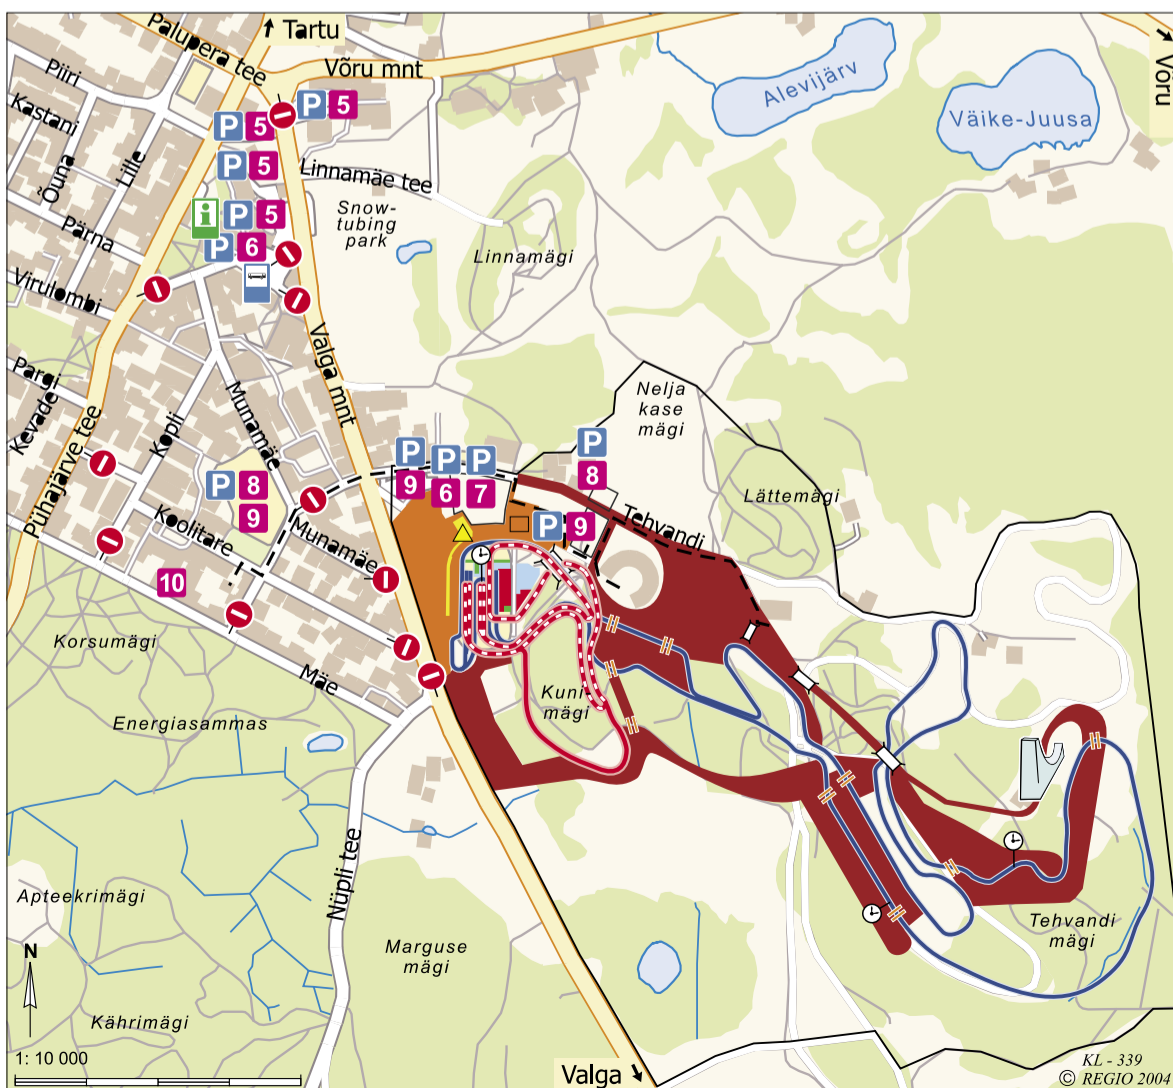 Palupera tee
Tartu
Võru mnt
Võru
Piiri
Kastani
Õuna
Lille
Alevijärv
Väike-Juusa
P 5
P 5
P 5
Linnamäe tee
i
P 5
P 6
Snow-
tubing
park
Linnamägi
Pärna
Virulombi
Valga mnt
Pargi
Kevade
Pühajärve tee
Kopli
Munamäe
Nelja
kase
mägi
P
P
P
P
9
6
7
8
P 8
9
Lättemägi
Koolitare
Munamäe
P 9
Tehvandi
10
Korsumägi
Mäe
Energiasammas
Kuni
mägi
Nüpli tee
Apteekrimägi
Marguse
mägi
Tehvandi
mägi
N
Kährimägi
1: 10 000
Valga
KL - 339
© REGIO 2004